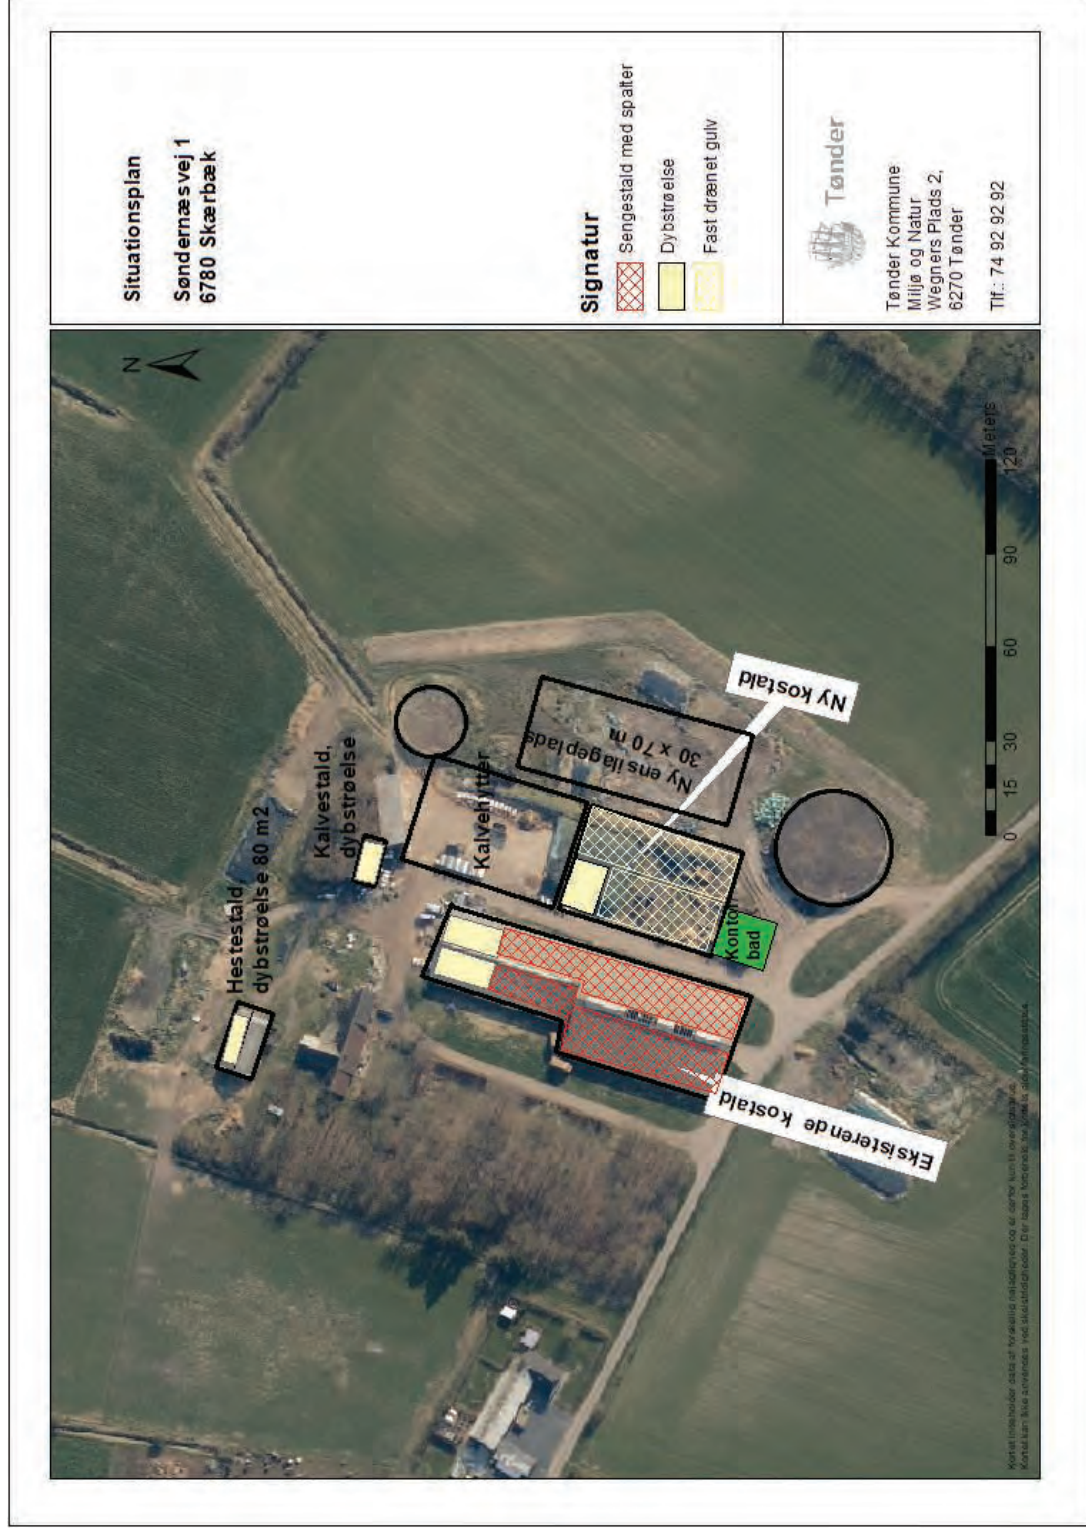 Situationsplan
Søndernæsvej 1
6780 Skærbæk
Signatur
Sengestald med spalter
Dybstrøelse
Fast drænet gulv
Tønder
Tønder Kommune
Miljø og Natur
Wegners Plads 2,
6270 Tønder
Tlf.: 74 92 92 92
N
Hestestald,
dybstrøelse 80 m2
Kalvestald,
dybstrøelse
Kalvehytter
Ny ensilageplads
30 x 70 m
Ny kostald
Kontor
bad
Eksisterende Kostald
0 15 30 60 90 120
Meters